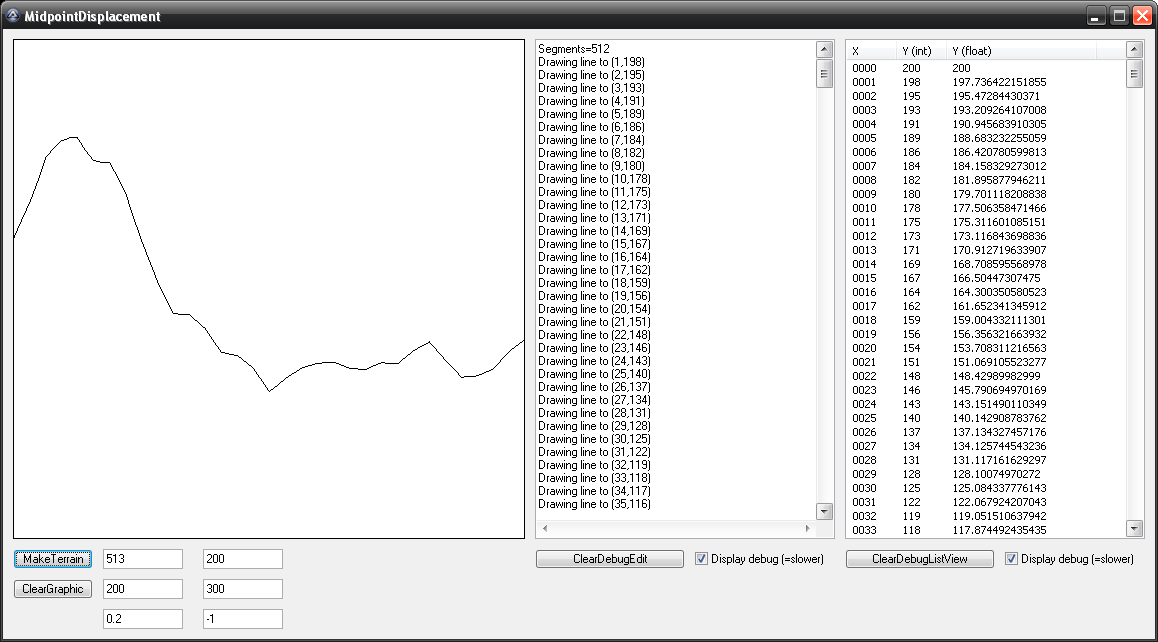 MidpointDisplacement
Segments=512
Drawing line to (1,198)
Drawing line to (2,195)
Drawing line to (3,193)
Drawing line to (4,191)
Drawing line to (5,189)
Drawing line to (6,186)
Drawing line to (7,184)
Drawing line to (8,182)
Drawing line to (9,180)
Drawing line to (10,178)
Drawing line to (11,175)
Drawing line to (12,173)
Drawing line to (13,171)
Drawing line to (14,169)
Drawing line to (15,167)
Drawing line to (16,164)
Drawing line to (17,162)
Drawing line to (18,159)
Drawing line to (19,156)
Drawing line to (20,154)
Drawing line to (21,151)
Drawing line to (22,148)
Drawing line to (23,146)
Drawing line to (24,143)
Drawing line to (25,140)
Drawing line to (26,137)
Drawing line to (27,134)
Drawing line to (28,131)
Drawing line to (29,128)
Drawing line to (30,125)
Drawing line to (31,122)
Drawing line to (32,119)
Drawing line to (33,118)
Drawing line to (34,117)
Drawing line to (35,116)
X Y (int) Y (float)
0000 200 200
0001 198 197.736422151855
0002 195 195.47284430371
0003 193 193.209264107008
0004 191 190.945683910305
0005 189 188.683232255059
0006 186 186.420780599813
0007 184 184.158329273012
0008 182 181.895877946211
0009 180 179.701118208838
0010 178 177.506358471466
0011 175 175.311601085151
0012 173 173.116843698836
0013 171 170.912719633907
0014 169 168.708595568978
0015 167 166.50447307475
0016 164 164.300350580523
0017 162 161.652341345912
0018 159 159.004332111301
0019 156 156.356321663932
0020 154 153.708311216563
0021 151 151.069105523277
0022 148 148.42989982999
0023 146 145.790694970169
0024 143 143.151490110349
0025 140 140.142908783762
0026 137 137.134327457176
0027 134 134.125744543236
0028 131 131.117161629297
0029 128 128.10074970272
0030 125 125.084337776143
0031 122 122.067924207043
0032 119 119.051510637942
0033 118 117.874492435435
MakeTerrain 513 200
ClearGraphic 200 300
0.2 -1
ClearDebugEdit Display debug (=slower)
ClearDebugListView Display debug (=slower)